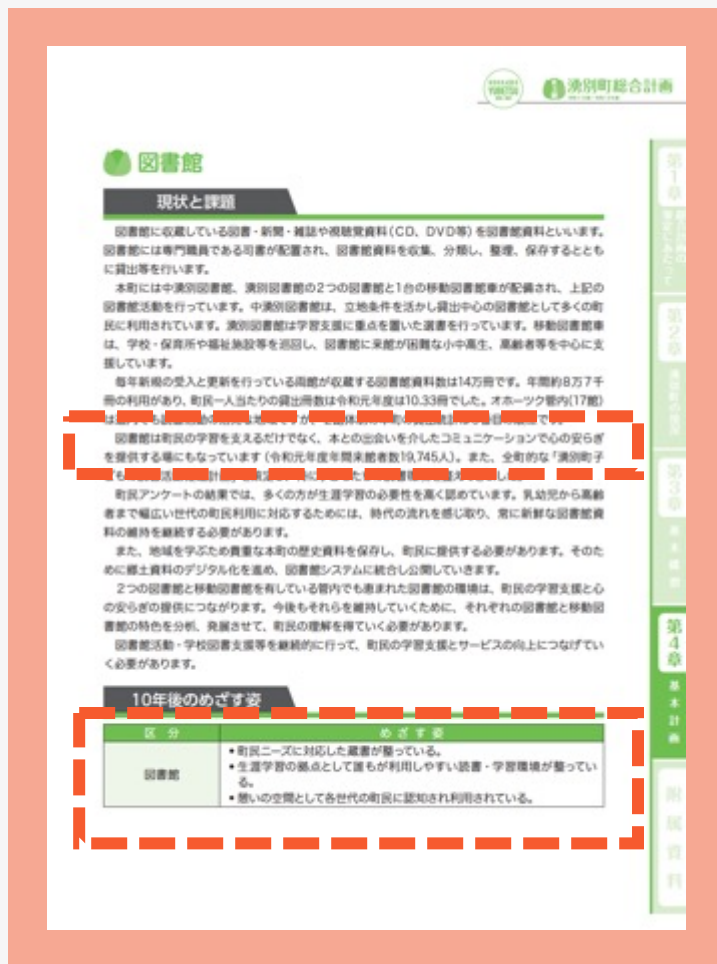 YUBETSU
湧別町総合計画
図書館
現状と課題
図書館に収蔵している図書・新聞・雑誌や視聴覚資料(CD、DVD等)を図書館資料といいます。
図書館には専門職員である司書が配置され、図書館資料を収集、分類し、整理、保存するととも
に貸出等を行います。
本町には中湧別図書館、湧別図書館の2つの図書館と1台の移動図書館車が配備され、上記の
図書館活動を行っています。中湧別図書館は、立地条件を活かし貸出中心の図書館として多くの町
民に利用されています。湧別図書館は学習支援に重点を置いた選書を行っています。移動図書館車
は、学校・保育所や福祉施設等を巡回し、図書館に来館が困難な小中高生、高齢者等を中心に支
援しています。
毎年新規の受入と更新を行っている両館が収蔵する図書館資料数は14万冊です。年間約8万7千
冊の利用があり、町民一人当たりの貸出冊数は令和元年度は10.33冊でした。オホーツク管内(17館)
図書館は町民の学習を支えるだけでなく、本との出会いを介したコミュニケーションで心の安らぎ
を提供する場にもなっています(令和元年度年間来館者数19,745人)。また、全町的な「湧別町子
町民アンケートの結果では、多くの方が生涯学習の必要性を高く認めています。乳幼児から高齢
者まで幅広い世代の町民利用に対応するためには、時代の流れを感じ取り、常に新鮮な図書館資
料の維持を継続する必要があります。
また、地域を学ぶため貴重な本町の歴史資料を保存し、町民に提供する必要があります。そのた
めに郷土資料のデジタル化を進め、図書館システムに統合し公開していきます。
2つの図書館と移動図書館を有している管内でも恵まれた図書館の環境は、町民の学習支援と心
の安らぎの提供につながります。今後もそれらを維持していくために、それぞれの図書館と移動図
書館の特色を分析、発展させて、町民の理解を得ていく必要があります。
図書館活動・学校図書支援等を継続的に行って、町民の学習支援とサービスの向上につなげてい
く必要があります。
10年後のめざす姿
区分 めざす姿
図書館
•町民ニーズに対応した蔵書が整っている。
•生涯学習の拠点として誰もが利用しやすい読書・学習環境が整ってい
る。
•憩いの空間として各世代の町民に認知され利用されている。
第1章
第2章
第3章
第4章
基本計画
附属資料